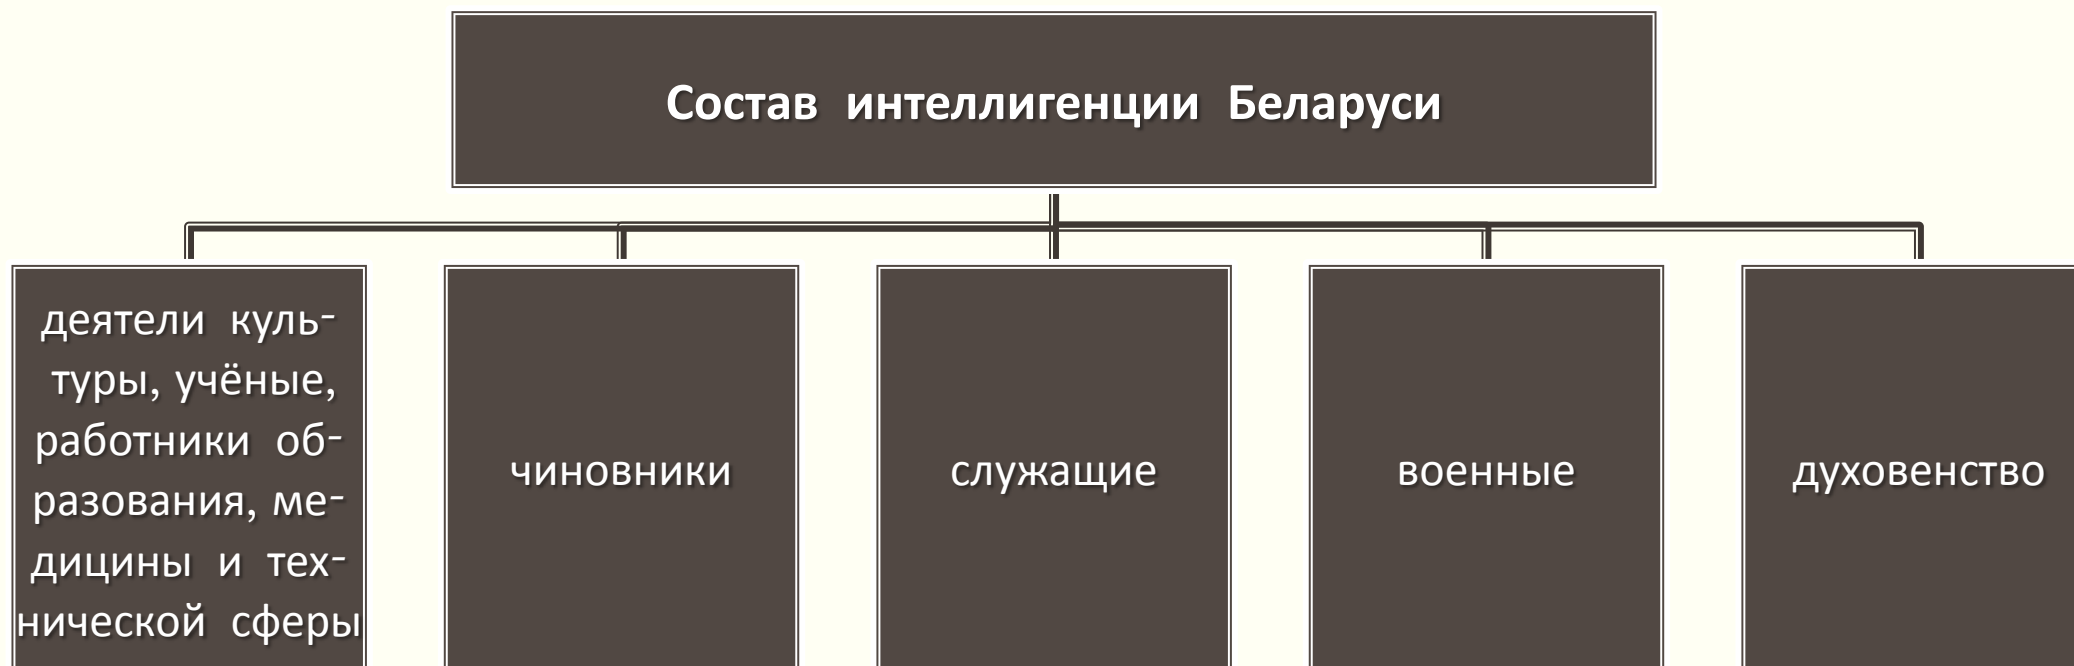 Состав интеллигенции Беларуси
деятели куль-
туры, учёные,
работники об-
разования, ме-
дицины и тех-
нической сферы
чиновники
служащие
военные
духовенство